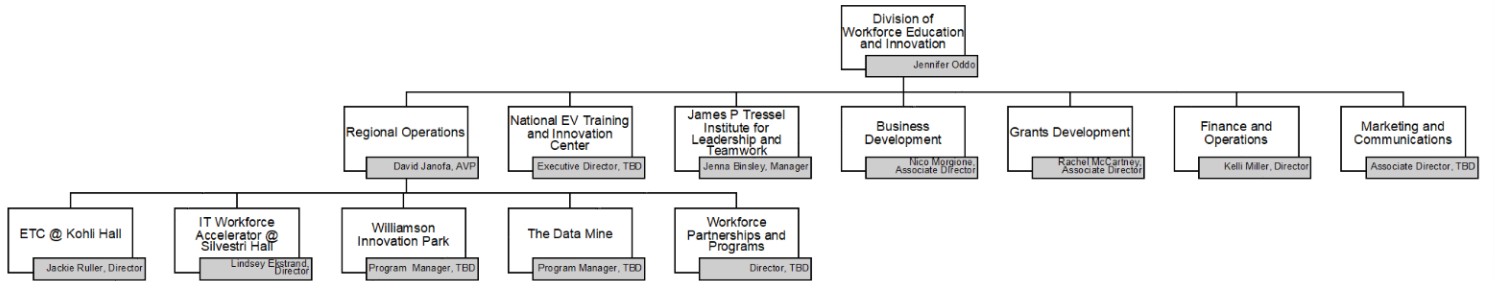 Division of
Workforce Education
and Innovation
Jennifer Oddo
Regional Operations
David Janofa, AVP
National EV Training
and Innovation
Center
Executive Director, TBD
James P Tressel
Institute for
Leadership and
Teamwork
Jenna Binsley, Manager
Business
Development
Nico Morgione,
Associate Director
Grants Development
Rachel McCartney,
Associate Director
Finance and
Operations
Kelli Miller, Director
Marketing and
Communications
Associate Director, TBD
ETC @ Kohli Hall
Jackie Ruller, Director
IT Workforce
Accelerator @
Silvestri Hall
Lindsey Ekstrand,
Director
Williamson
Innovation Park
Program Manager, TBD
The Data Mine
Program Manager, TBD
Workforce
Partnerships and
Programs
Director, TBD